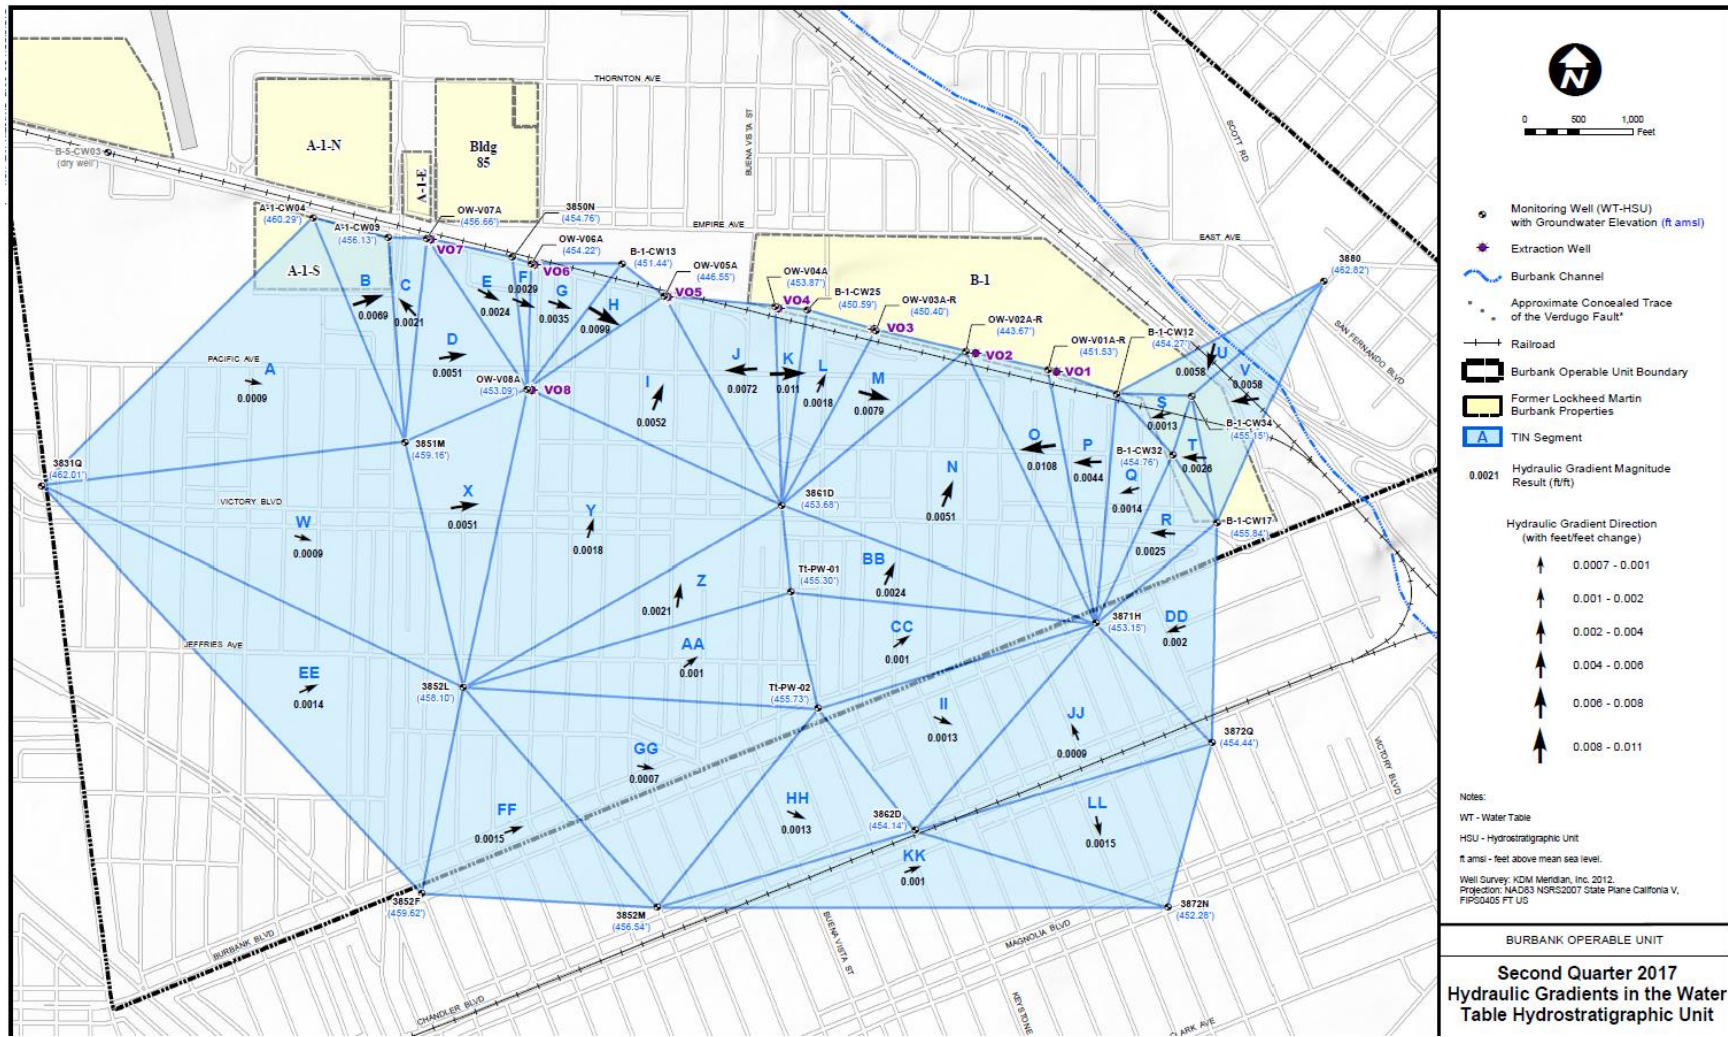 THORNTON AVE
A-1-N
Bldg
85
A-1-E
BUENA VISTA ST
SCOTT RD
B-5-CW03
(dry well)
A-1-CW04
(460.29')
A-1-CW09
(456.13')
OW-V07A
(456.66')
VO7
3850N
(454.76')
OW-V06A
(454.22')
VO6
EMPIRE AVE
B-1-CW13
(451.44')
OW-V05A
(446.55')
VO5
OW-V04A
(453.87')
VO4
B-1-CW25
(450.59')
B-1
OW-V03A-R
(450.40')
VO3
OW-V02A-R
(443.67')
VO2
OW-V01A-R
(451.53')
VO1
B-1-CW12
(454.27')
EAST AVE
3880
(462.82')
SAN FERNANDO BLVD
A-1-S
B
0.0069
C
0.0021
D
0.0051
E
0.0024
F
0.0029
G
0.0035
H
0.0099
PACIFIC AVE
A
0.0009
OW-V08A
(453.09')
VO8
I
0.0052
J
0.0072
K
0.011
L
0.0018
M
0.0079
U
0.0058
V
0.0058
S
0.0013
B-1-CW34
(455.15')
T
0.0026
B-1-CW32
(454.76')
O
0.0108
P
0.0044
Q
0.0014
R
0.0025
B-1-CW17
(455.84')
3831Q
(462.01')
3851M
(459.16')
VICTORY BLVD
W
0.0009
X
0.0051
Y
0.0018
3861D
(453.68')
N
0.0051
Z
0.0021
Tt-PW-01
(455.30')
BB
0.0024
3871H
(453.15')
DD
0.002
JEFFRIES AVE
EE
0.0014
3852L
(458.10')
AA
0.001
CC
0.001
Tt-PW-02
(455.73')
II
0.0013
JJ
0.0009
3872Q
(454.44')
VICTORY BLVD
GG
0.0007
FF
0.0015
HH
0.0013
3862D
(454.14')
LL
0.0015
KK
0.001
3852F
(459.62')
3852M
(456.54')
3872N
(452.28')
BURBANK BLVD
CHANDLER BLVD
BUENA VISTA ST
MAGNOLIA BLVD
KEYSTONE
CLARK AVE
N
0 500 1,000
Feet
Monitoring Well (WT-HSU)
with Groundwater Elevation (ft amsl)
Extraction Well
Burbank Channel
Approximate Concealed Trace
of the Verdugo Fault*
Railroad
Burbank Operable Unit Boundary
Former Lockheed Martin
Burbank Properties
A TIN Segment
0.0021 Hydraulic Gradient Magnitude
Result (ft/ft)
Hydraulic Gradient Direction
(with feet/feet change)
0.0007 - 0.001
0.001 - 0.002
0.002 - 0.004
0.004 - 0.006
0.006 - 0.008
0.008 - 0.011
Notes:
WT - Water Table
HSU - Hydrostratigraphic Unit
ft amsl - feet above mean sea level.
Well Survey: KDM Meridian, Inc. 2012.
Projection: NAD83 NSRS2007 State Plane Califonia V,
FIPS0405 FT US
BURBANK OPERABLE UNIT
Second Quarter 2017
Hydraulic Gradients in the Water
Table Hydrostratigraphic Unit